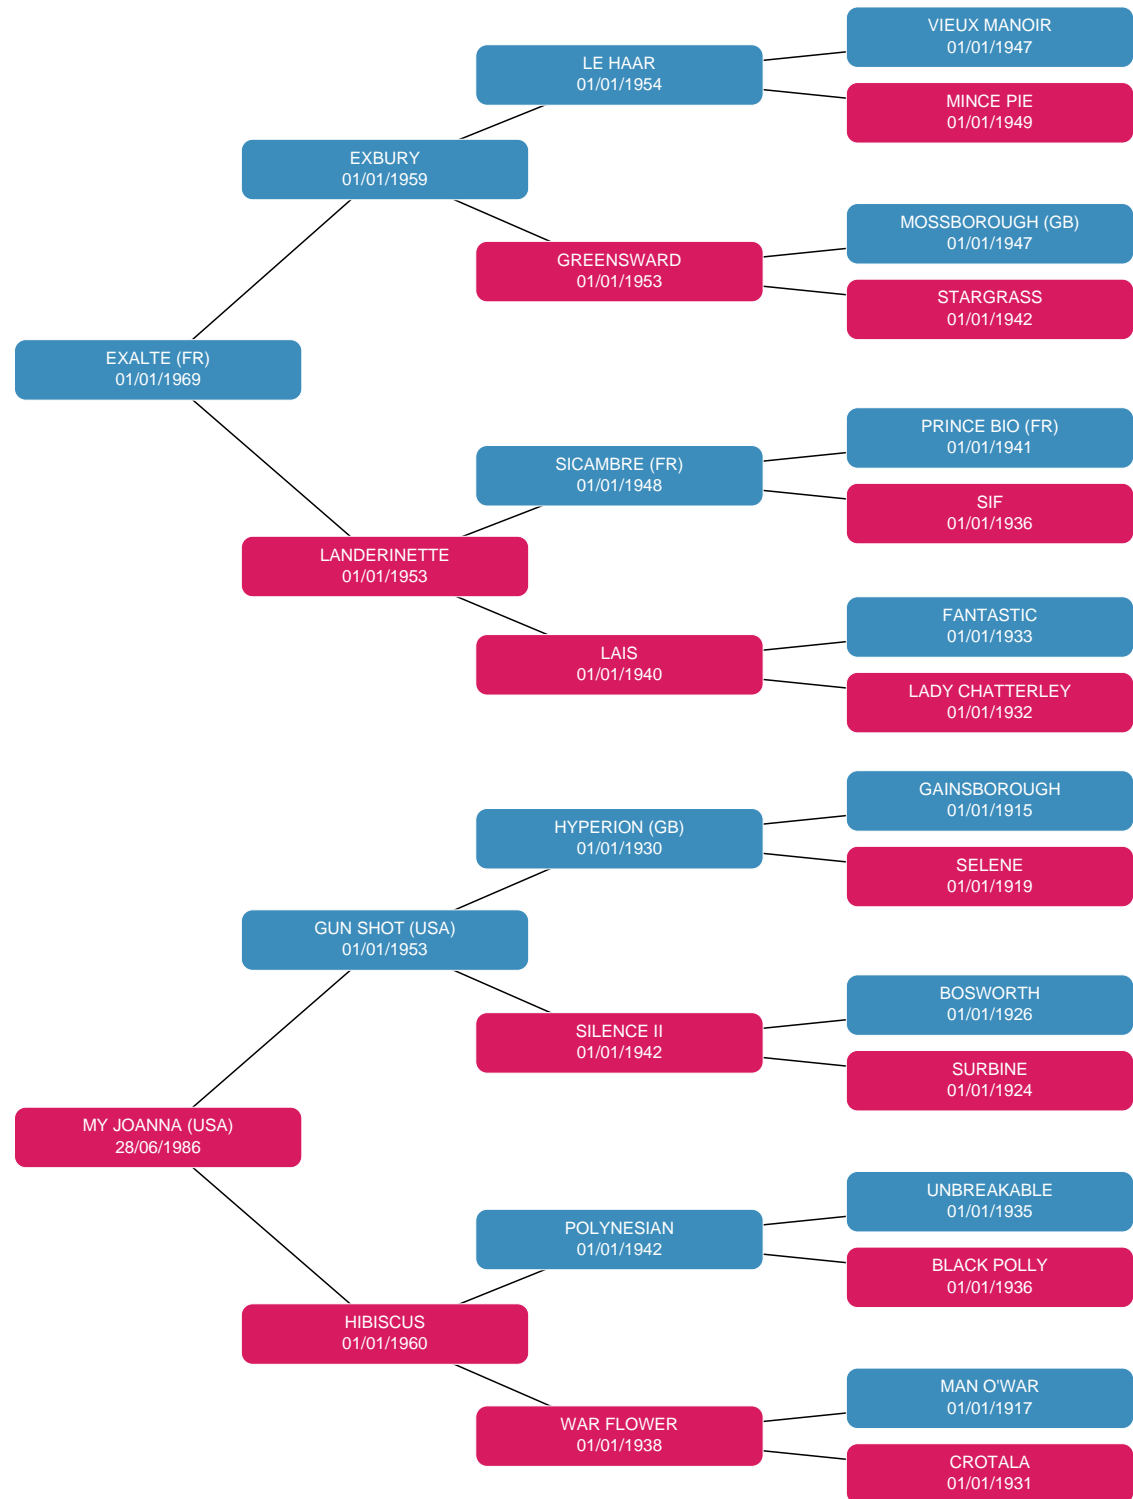 VIEUX MANOIR
01/01/1947
LE HAAR
01/01/1954
MINCE PIE
01/01/1949
EXBURY
01/01/1959
MOSSBOROUGH (GB)
01/01/1947
GREENSWARD
01/01/1953
STARGRASS
01/01/1942
EXALTE (FR)
01/01/1969
PRINCE BIO (FR)
01/01/1941
SICAMBRE (FR)
01/01/1948
SIF
01/01/1936
LANDERINETTE
01/01/1953
FANTASTIC
01/01/1933
LAIS
01/01/1940
LADY CHATTERLEY
01/01/1932
GAINSBOROUGH
01/01/1915
HYPERION (GB)
01/01/1930
SELENE
01/01/1919
GUN SHOT (USA)
01/01/1953
BOSWORTH
01/01/1926
SILENCE II
01/01/1942
SURBINE
01/01/1924
MY JOANNA (USA)
28/06/1986
UNBREAKABLE
01/01/1935
POLYNESIAN
01/01/1942
BLACK POLLY
01/01/1936
HIBISCUS
01/01/1960
MAN O'WAR
01/01/1917
WAR FLOWER
01/01/1938
CROTALA
01/01/1931